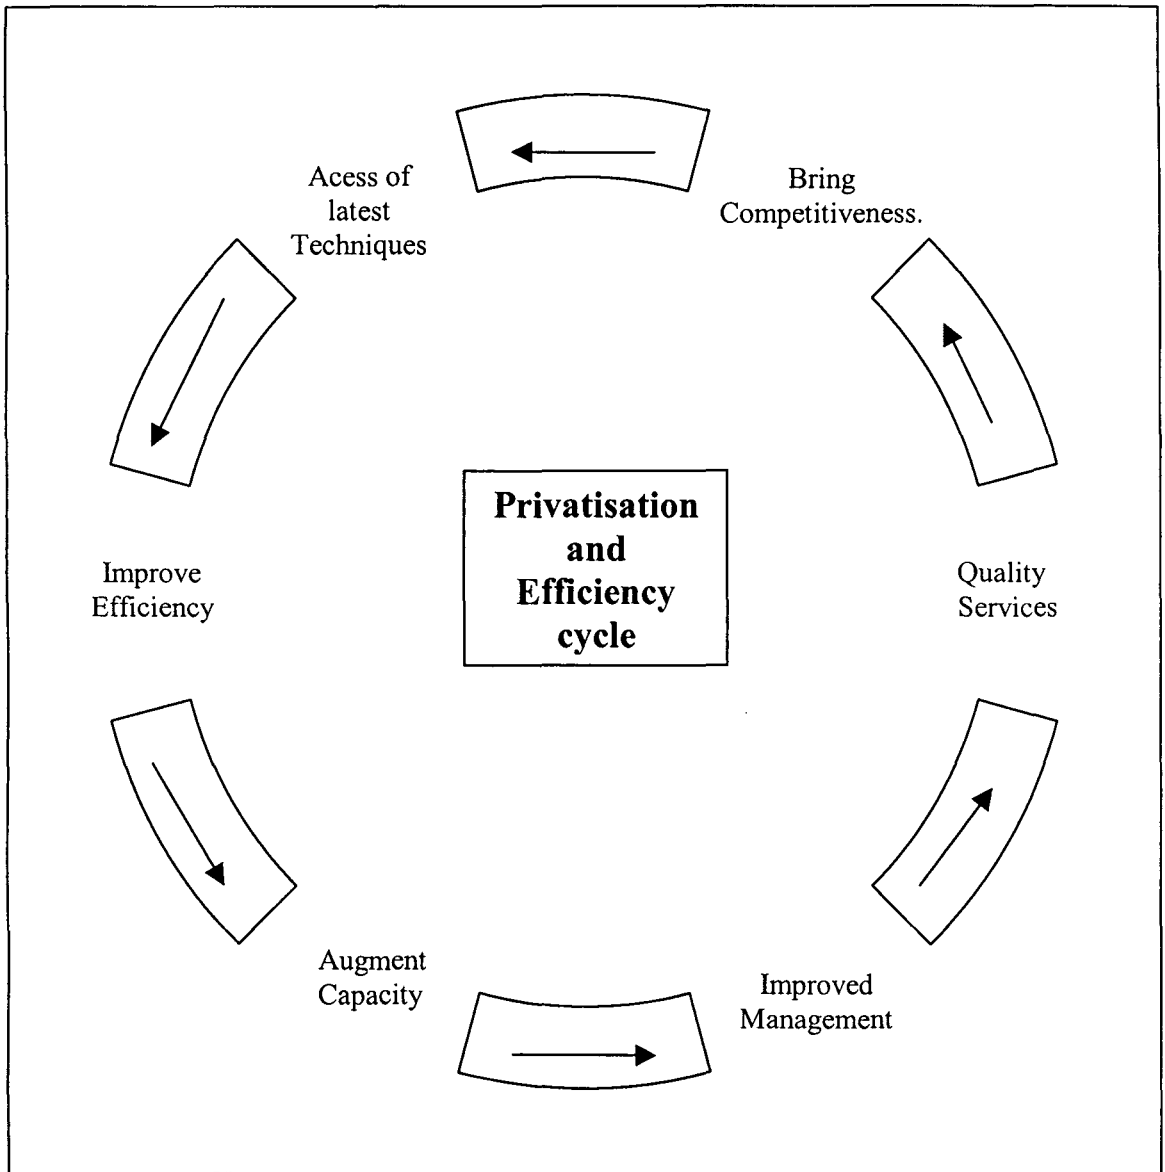 Acess of
latest
Techniques
Bring
Competitiveness.
Privatisation
and
Efficiency
cycle
Improve
Efficiency
Quality
Services
Augment
Capacity
Improved
Management